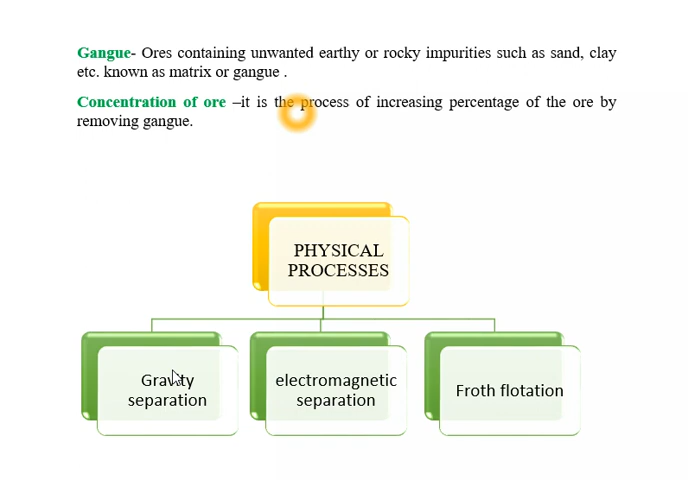 Gangue- Ores containing unwanted earthy or rocky impurities such as sand, clay
etc. known as matrix or gangue .
Concentration of ore –it is the process of increasing percentage of the ore by
removing gangue.
PHYSICAL
PROCESSES
Gravity
separation
electromagnetic
separation
Froth flotation